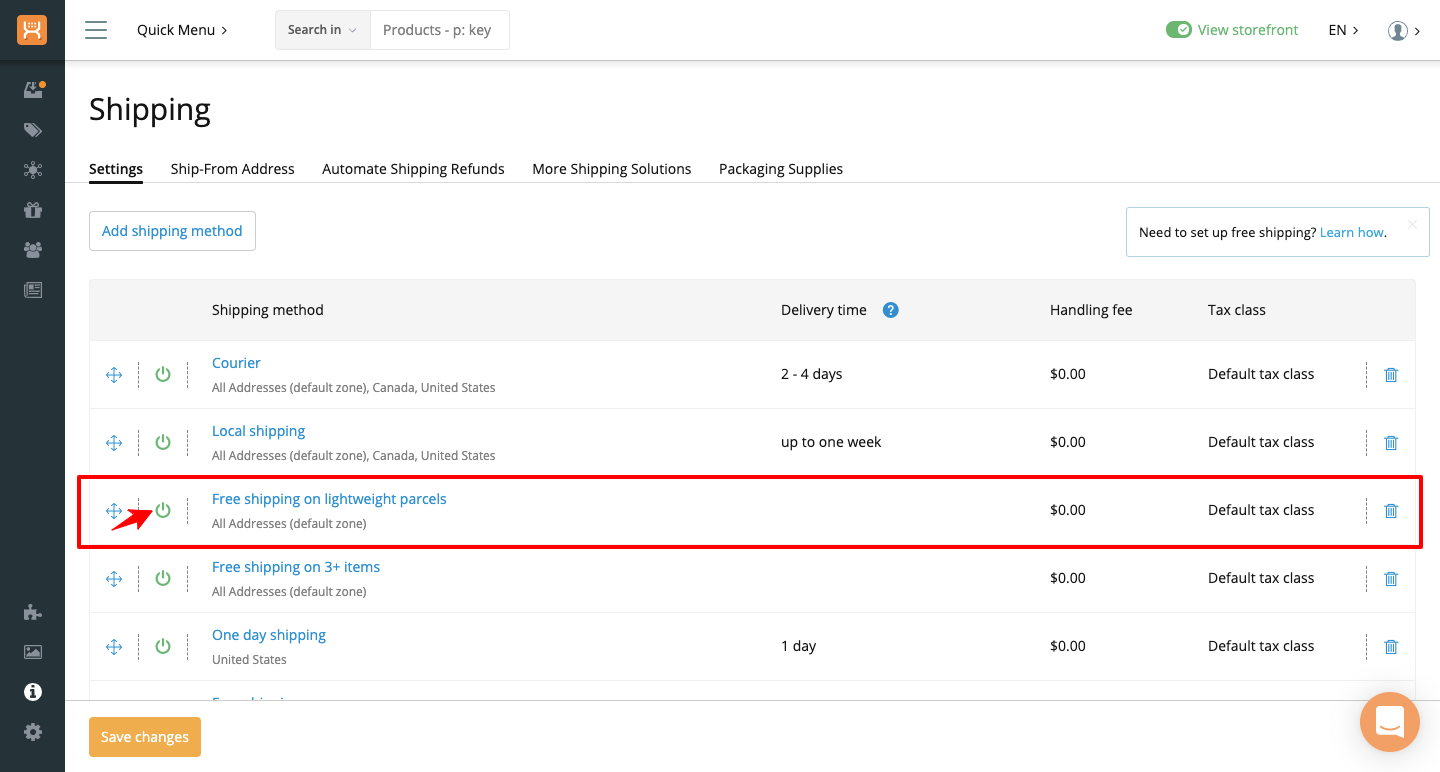 Quick Menu
Search in
Products - p: key
View storefront
EN
Shipping
Settings
Ship-From Address
Automate Shipping Refunds
More Shipping Solutions
Packaging Supplies
Add shipping method
Need to set up free shipping? Learn how.
Shipping method
Delivery time
?
Handling fee
Tax class
Courier
All Addresses (default zone), Canada, United States
2 - 4 days
$0.00
Default tax class
Local shipping
All Addresses (default zone), Canada, United States
up to one week
$0.00
Default tax class
Free shipping on lightweight parcels
All Addresses (default zone)
$0.00
Default tax class
Free shipping on 3+ items
All Addresses (default zone)
$0.00
Default tax class
One day shipping
United States
1 day
$0.00
Default tax class
Save changes